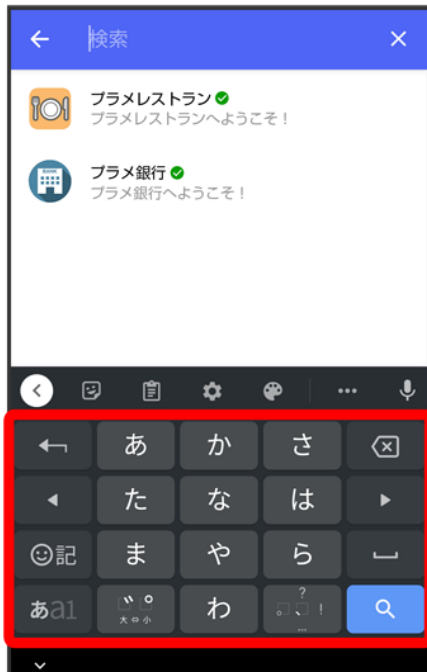 検索
プラメレストラン
プラメレストランへようこそ！
BANK
プラメ銀行
プラメ銀行へようこそ！
あ か さ
た な は
記 ま や ら
あa1 大⇔小 わ 。、?!…